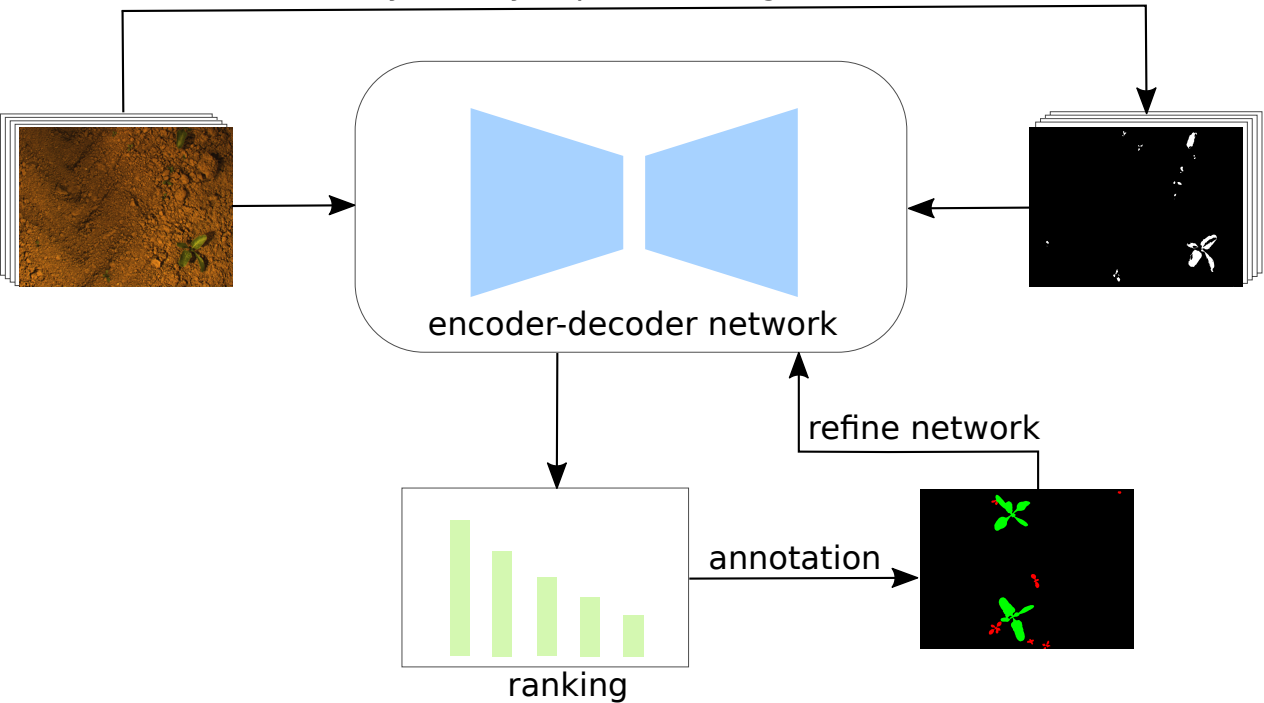 encoder-decoder network
refine network
annotation
ranking